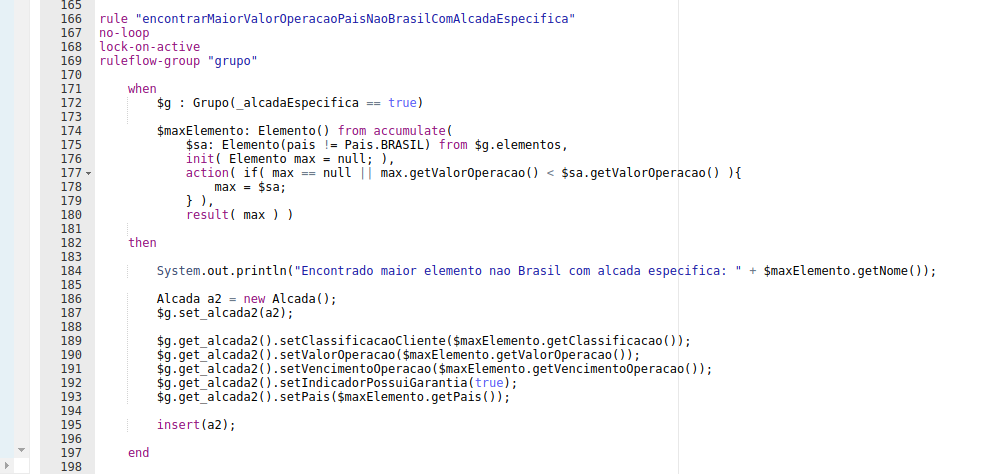 165
166 rule "encontrarMaiorValorOperacaoPaisNaoBrasilComAlcadaEspecifica"
167 no-loop
168 lock-on-active
169 ruleflow-group "grupo"
170
171 when
172 $g : Grupo(_alcadaEspecifica == true)
173
174 $maxElemento: Elemento() from accumulate(
175 $sa: Elemento(pais != Pais.BRASIL) from $g.elementos,
176 init( Elemento max = null; ),
177 action( if( max == null || max.getValorOperacao() < $sa.getValorOperacao() ){
178 max = $sa;
179 } ),
180 result( max ) )
181
182 then
183
184 System.out.println("Encontrado maior elemento nao Brasil com alcada especifica: " + $maxElemento.getNome());
185
186 Alcada a2 = new Alcada();
187 $g.set_alcada2(a2);
188
189 $g.get_alcada2().setClassificacaoCliente($maxElemento.getClassificacao());
190 $g.get_alcada2().setValorOperacao($maxElemento.getValorOperacao());
191 $g.get_alcada2().setVencimentoOperacao($maxElemento.getVencimentoOperacao());
192 $g.get_alcada2().setIndicadorPossuiGarantia(true);
193 $g.get_alcada2().setPais($maxElemento.getPais());
194
195 insert(a2);
196
197 end
198